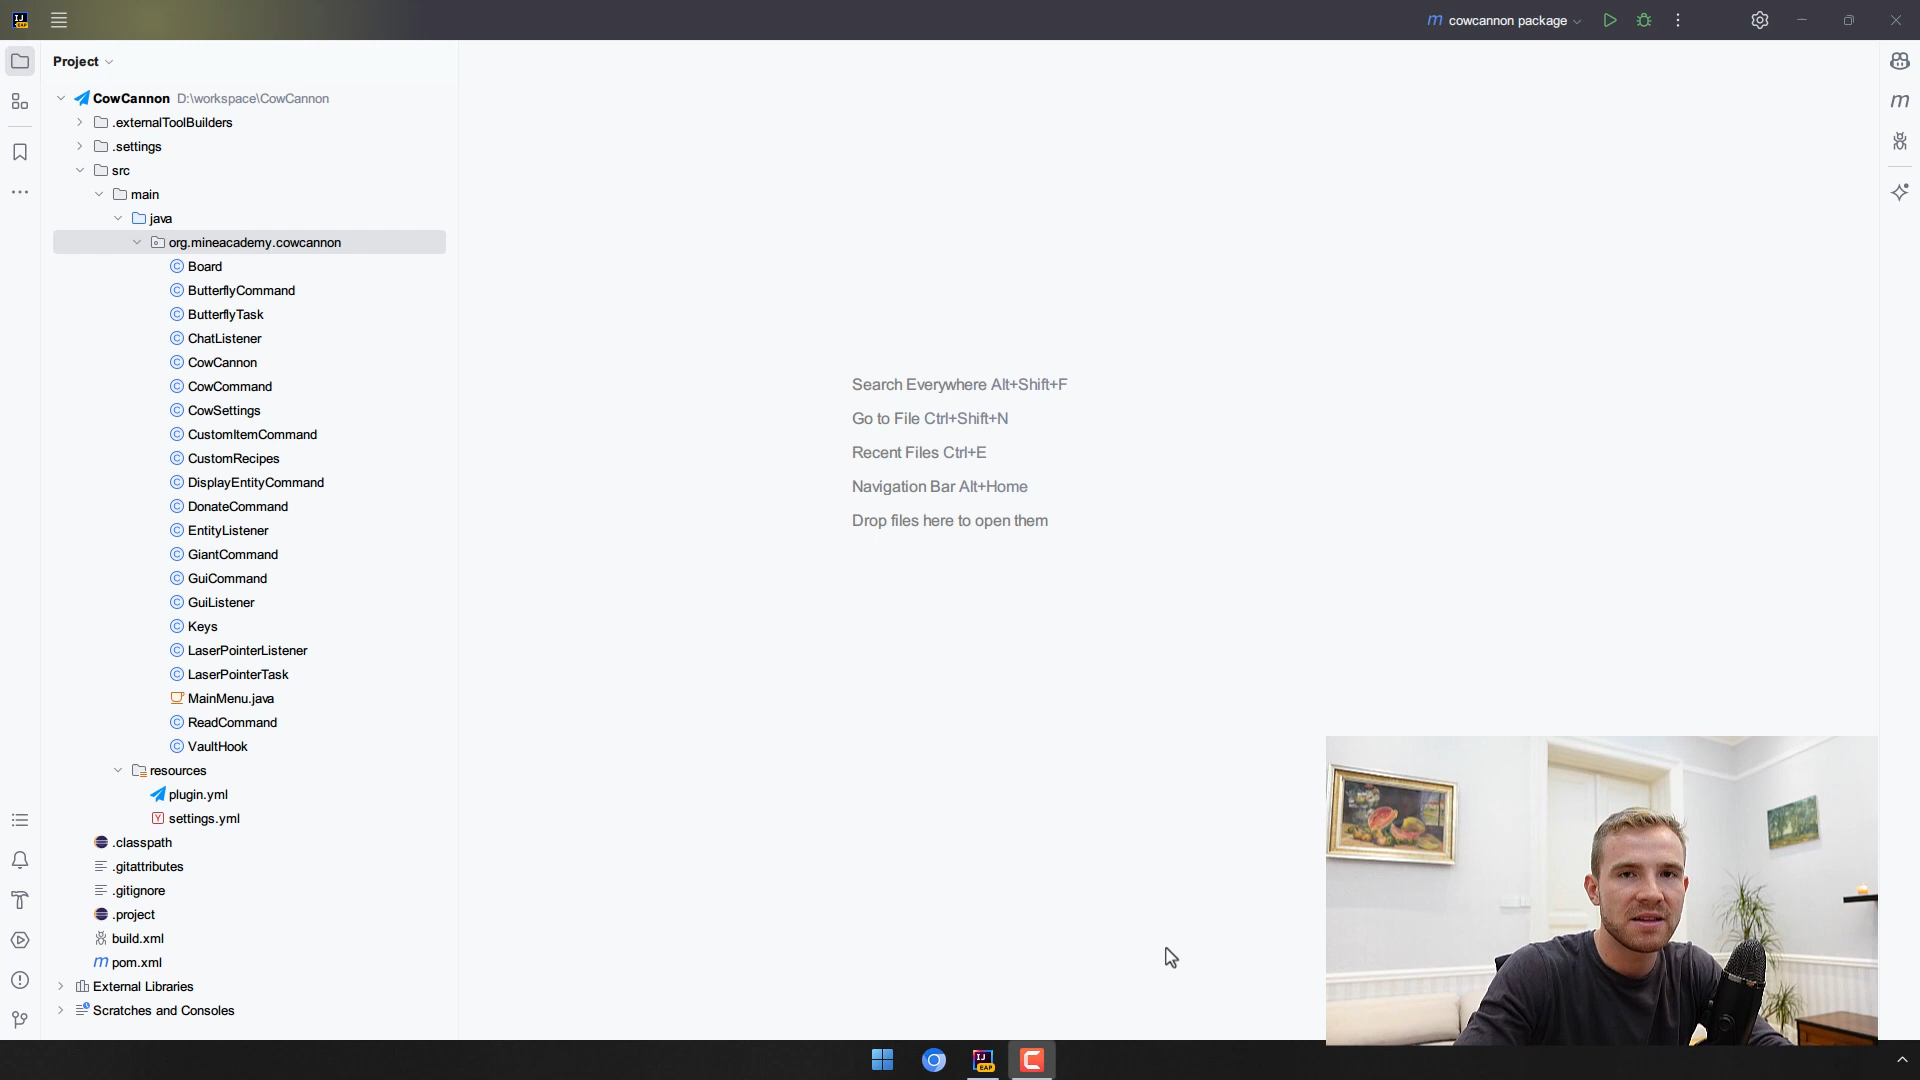 IJ
EAP
m cowcannon package
Project
CowCannon D:\workspace\CowCannon
.externalToolBuilders
.settings
src
main
java
org.mineacademy.cowcannon
Board
ButterflyCommand
ButterflyTask
ChatListener
CowCannon
CowCommand
CowSettings
CustomItemCommand
CustomRecipes
DisplayEntityCommand
DonateCommand
EntityListener
GiantCommand
GuiCommand
GuiListener
Keys
LaserPointerListener
LaserPointerTask
MainMenu.java
ReadCommand
VaultHook
resources
plugin.yml
settings.yml
.classpath
.gitattributes
.gitignore
.project
build.xml
m pom.xml
External Libraries
Scratches and Consoles
Search Everywhere Alt+Shift+F
Go to File Ctrl+Shift+N
Recent Files Ctrl+E
Navigation Bar Alt+Home
Drop files here to open them
m
IJ
EAP